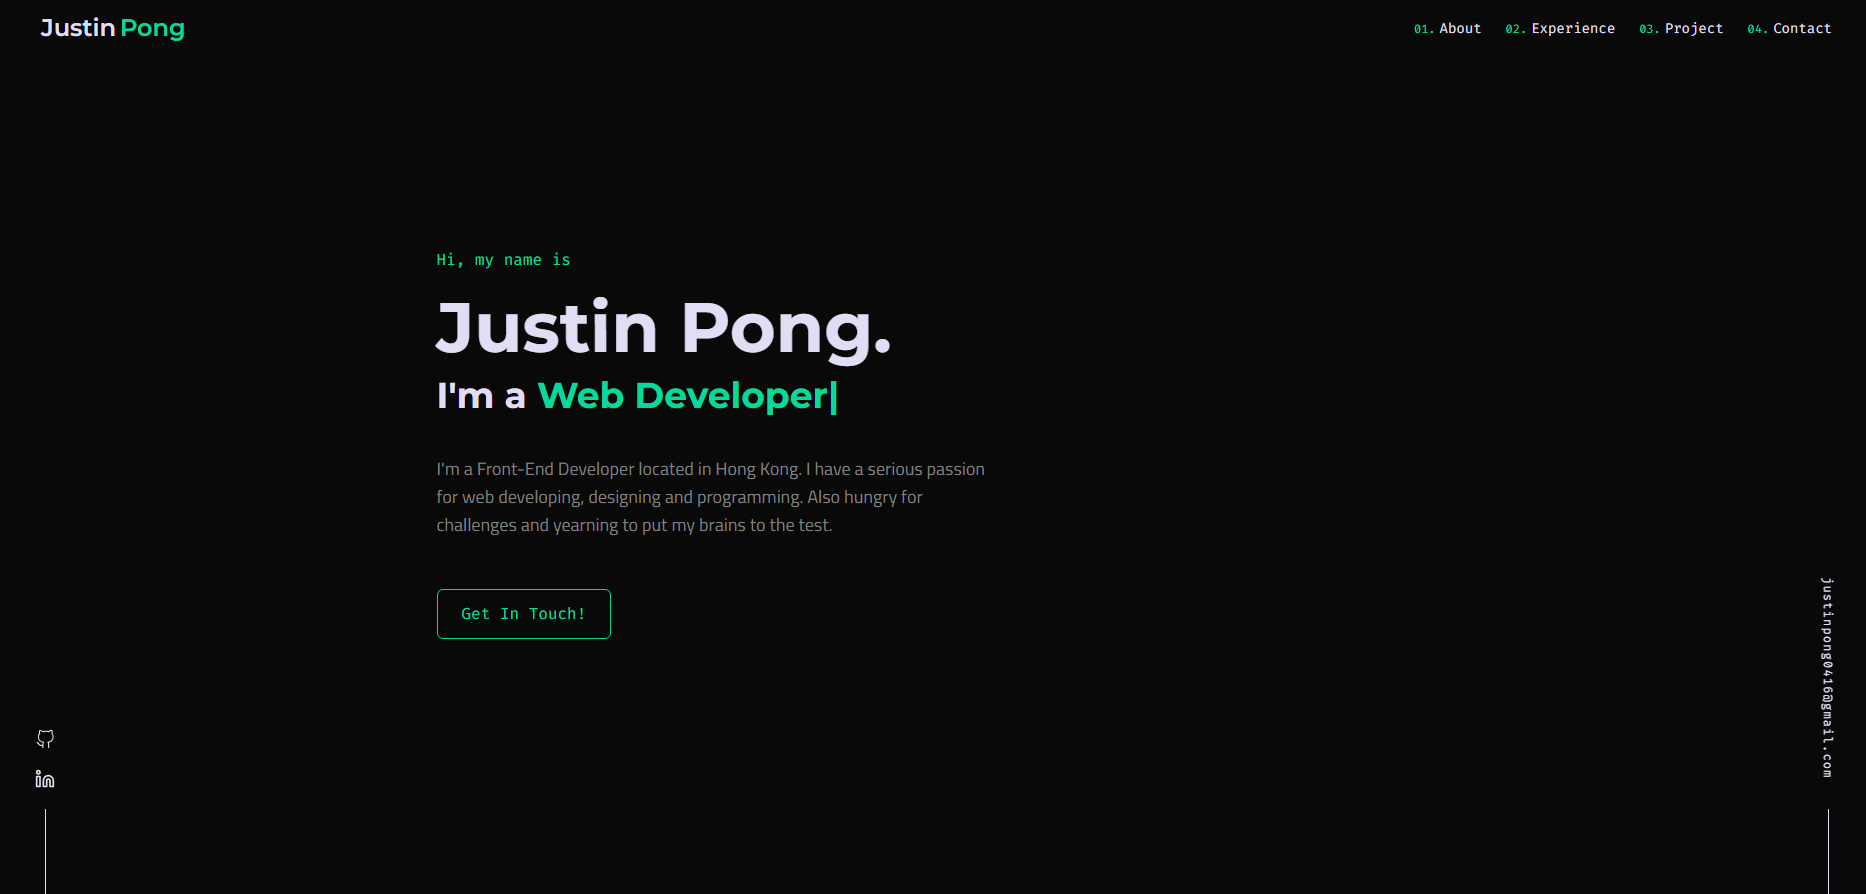 Justin Pong
01. About 02. Experience 03. Project 04. Contact
Hi, my name is
Justin Pong.
I'm a Web Developer|
I'm a Front-End Developer located in Hong Kong. I have a serious passion
for web developing, designing and programming. Also hungry for
challenges and yearning to put my brains to the test.
Get In Touch!
justinpong0416@gmail.com
in